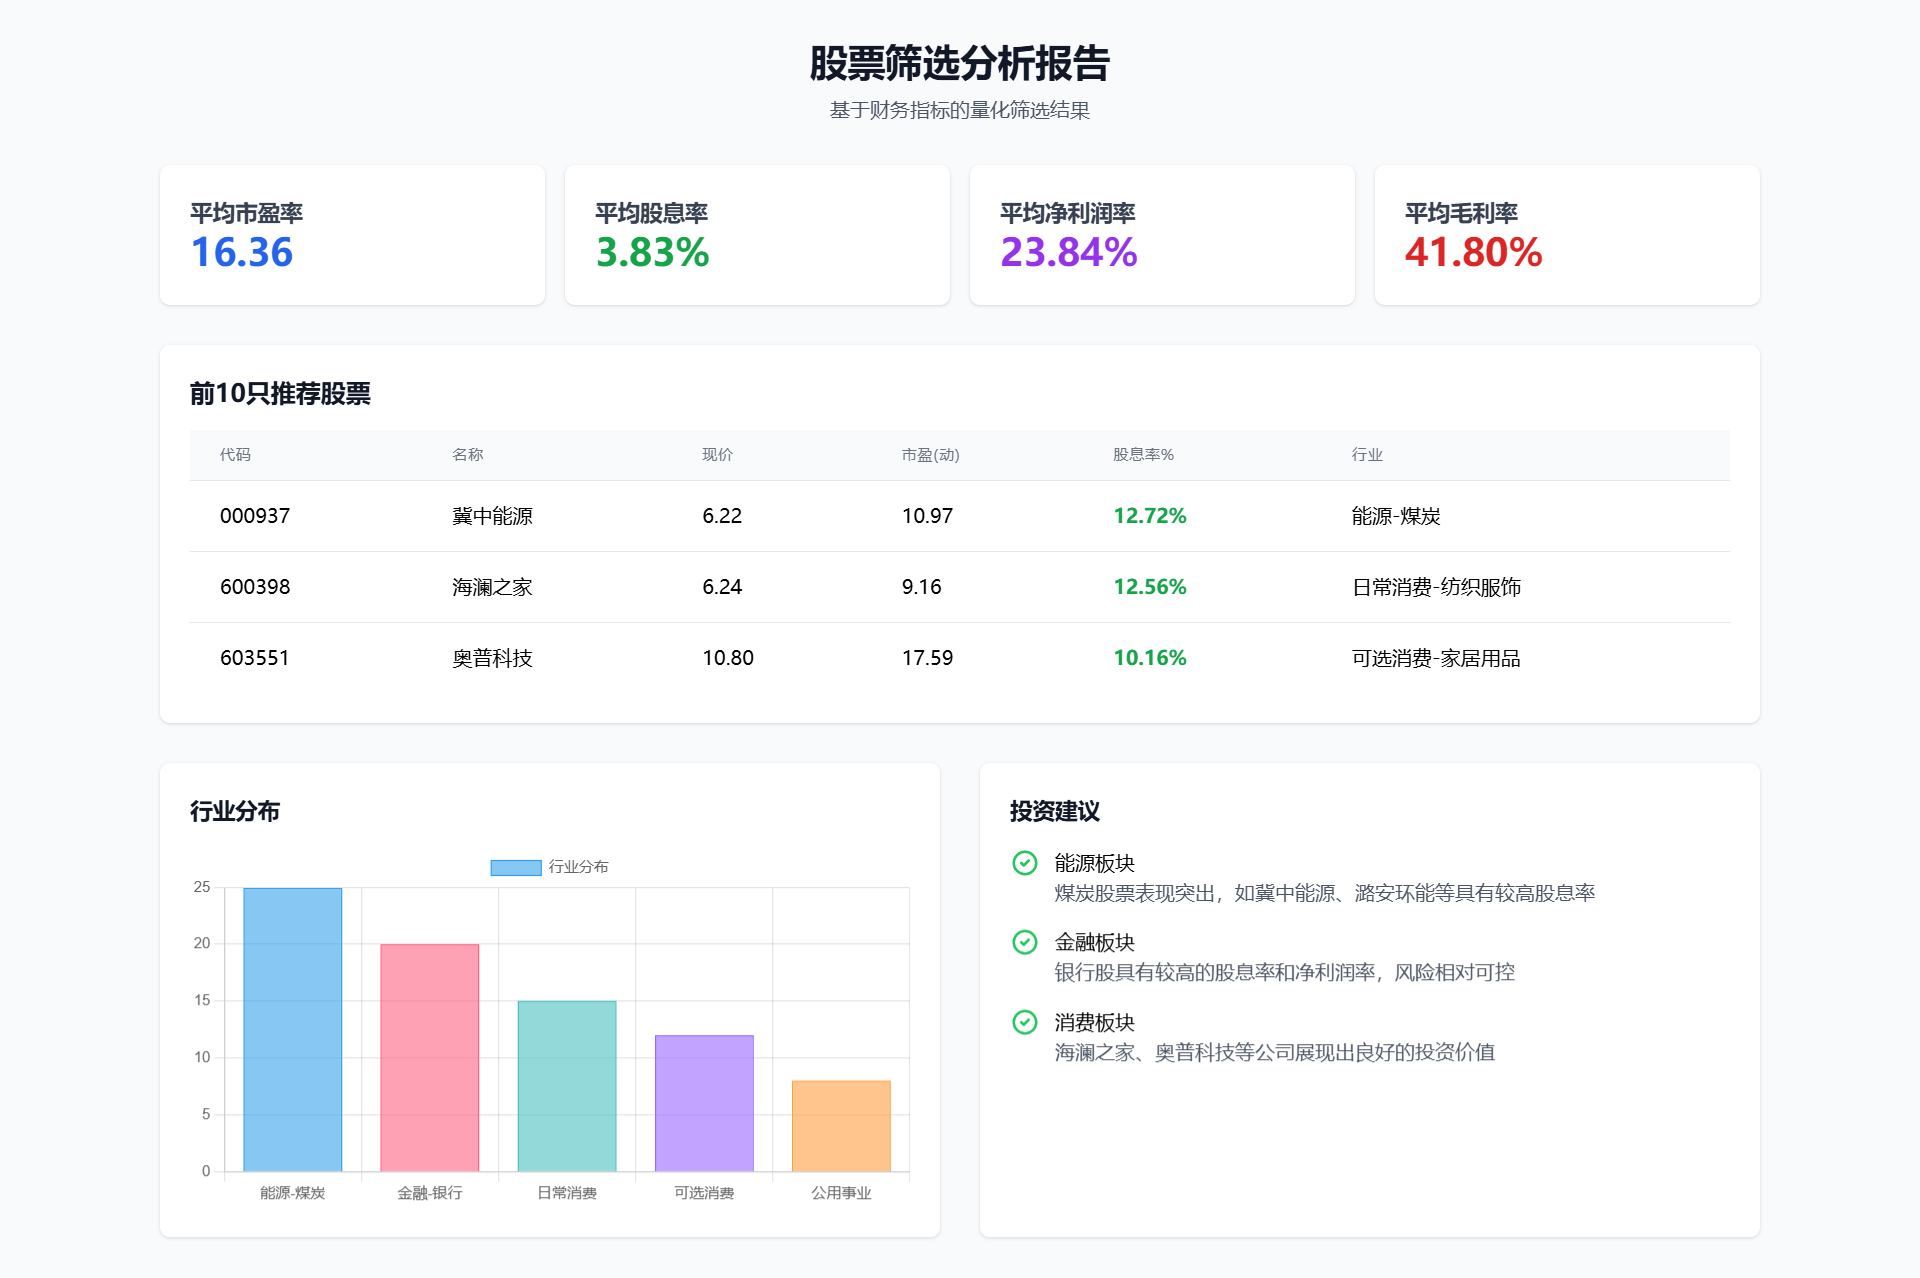 股票筛选分析报告
基于财务指标的量化筛选结果
平均市盈率
16.36
平均股息率
3.83%
平均净利润率
23.84%
平均毛利率
41.80%
前10只推荐股票
代码 名称 现价 市盈(动) 股息率% 行业
000937 冀中能源 6.22 10.97 12.72% 能源-煤炭
600398 海澜之家 6.24 9.16 12.56% 日常消费-纺织服饰
603551 奥普科技 10.80 17.59 10.16% 可选消费-家居用品
行业分布
行业分布
25
20
15
10
5
0
能源-煤炭 金融-银行 日常消费 可选消费 公用事业
投资建议
能源板块
煤炭股票表现突出，如冀中能源、潞安环能等具有较高股息率
金融板块
银行股具有较高的股息率和净利润率，风险相对可控
消费板块
海澜之家、奥普科技等公司展现出良好的投资价值